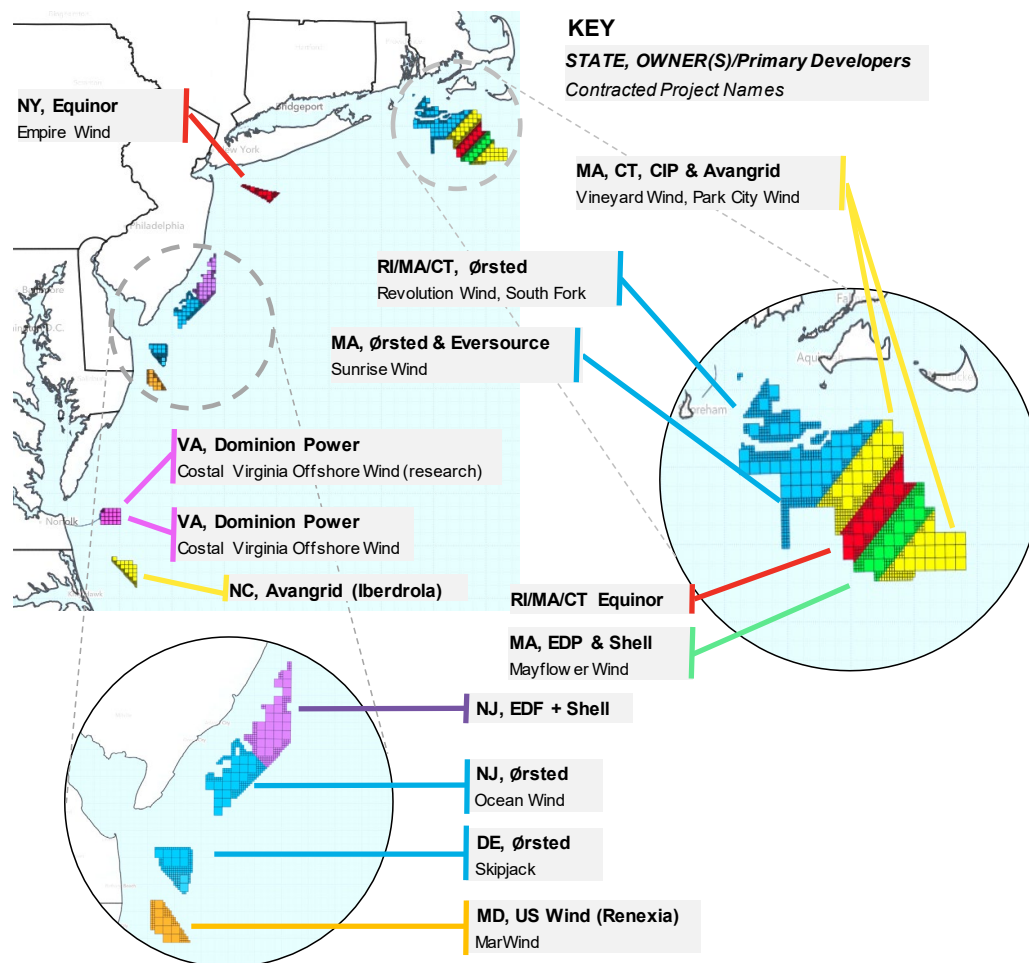 KEY
STATE, OWNER(S)/Primary Developers
Contracted Project Names
NY, Equinor
Empire Wind
Bridgeport
New York
Philadelphia
MA, CT, CIP & Avangrid
Vineyard Wind, Park City Wind
RI/MA/CT, Ørsted
Revolution Wind, South Fork
MA, Ørsted & Eversource
Sunrise Wind
VA, Dominion Power
Costal Virginia Offshore Wind (research)
VA, Dominion Power
Costal Virginia Offshore Wind
Norfolk
NC, Avangrid (Iberdrola)
RI/MA/CT Equinor
MA, EDP & Shell
Mayflower Wind
NJ, EDF + Shell
NJ, Ørsted
Ocean Wind
DE, Ørsted
Skipjack
MD, US Wind (Renexia)
MarWind